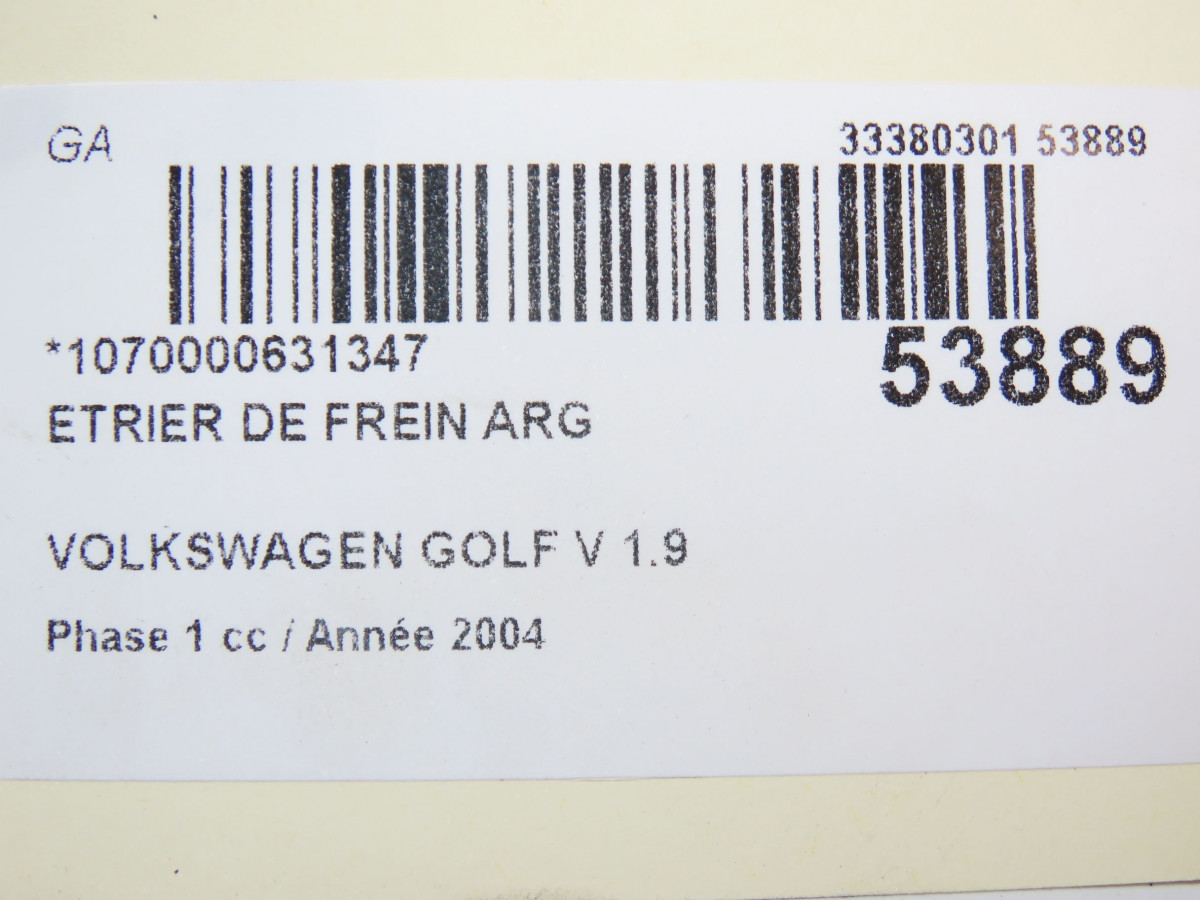 GA
33380301 53889
*1070000631347
53889
ETRIER DE FREIN ARG
VOLKSWAGEN GOLF V 1.9
Phase 1 cc / Année 2004